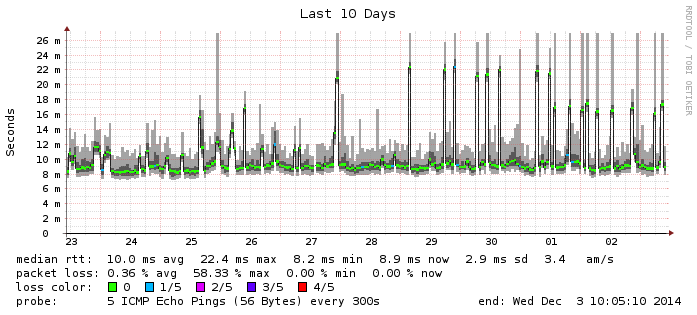 Last 10 Days
RRDTOOL / TOBI OETIKER
Seconds
26 m
24 m
22 m
20 m
18 m
16 m
14 m
12 m
10 m
8 m
6 m
4 m
2 m
0
23 24 25 26 27 28 29 30 01 02
median rtt: 10.0 ms avg 22.4 ms max 8.2 ms min 8.9 ms now 2.9 ms sd 3.4 am/s
packet loss: 0.36 % avg 58.33 % max 0.00 % min 0.00 % now
loss color: 0 1/5 2/5 3/5 4/5
probe: 5 ICMP Echo Pings (56 Bytes) every 300s end: Wed Dec 3 10:05:10 2014